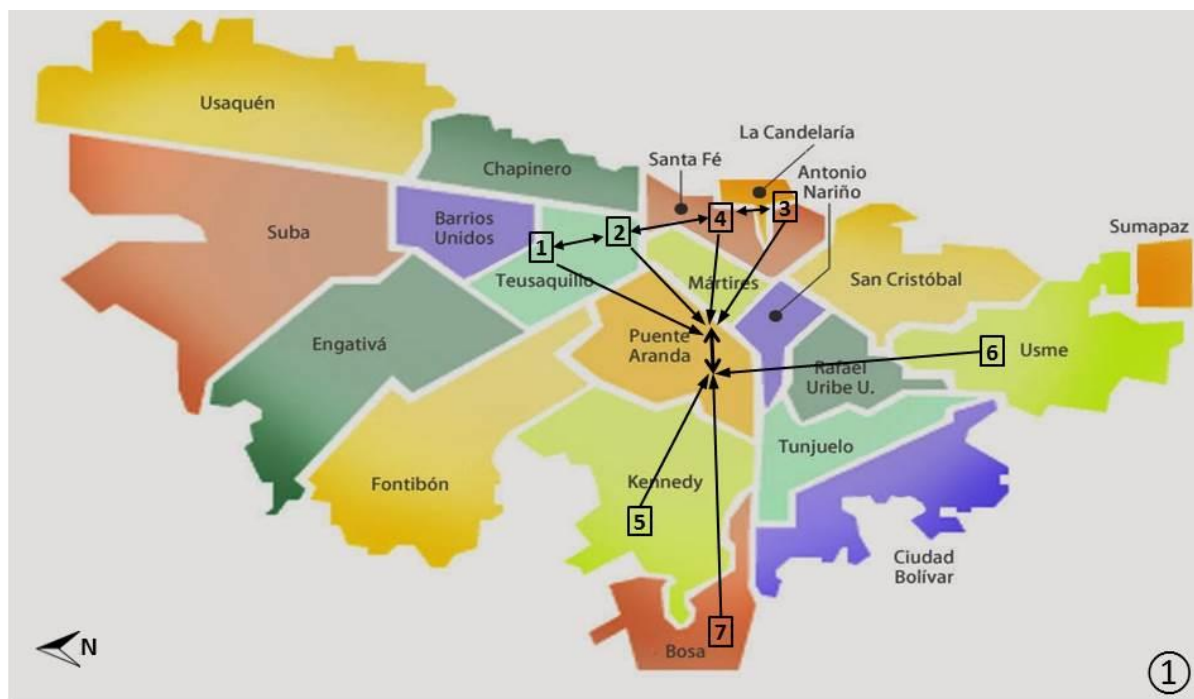 Usaquén
La Candelaría
Santa Fé
Chapinero
Antonio
Nariño
Barrios
Unidos
Suba
1
2
4
3
Sumapaz
Teusaquillo
Mártires
San Cristóbal
Engativá
Puente
Aranda
6
Usme
Rafael
Uribe U.
Tunjuelo
Fontibón
Kennedy
5
Ciudad
Bolívar
7
Bosa
N
1